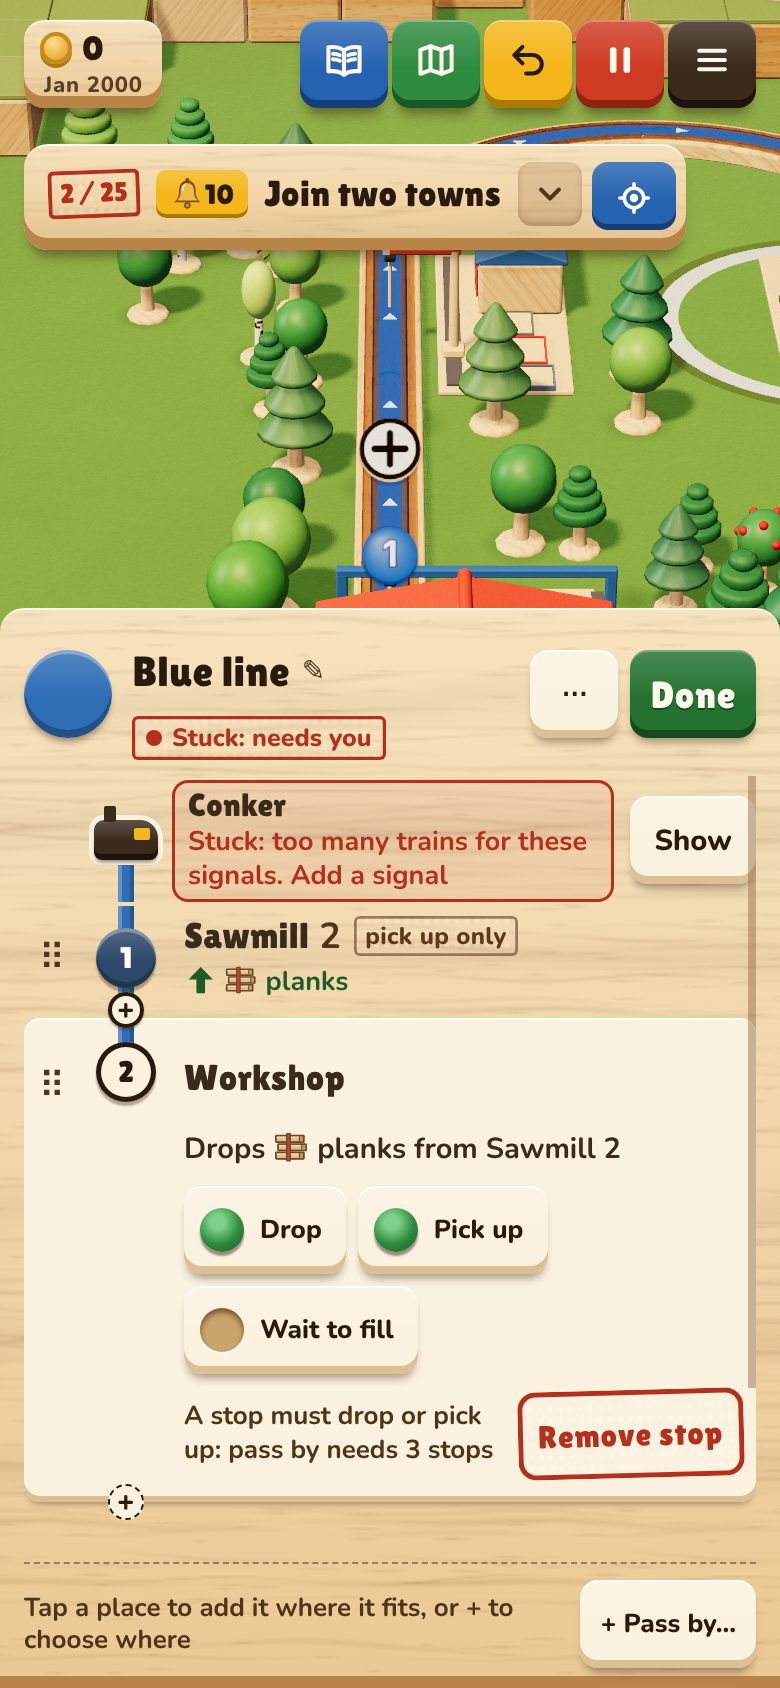 0
Jan 2000
2 / 25
10
Join two towns
1
Blue line
...
Done
Stuck: needs you
Conker
Stuck: too many trains for these
signals. Add a signal
Show
1
Sawmill 2
pick up only
planks
2
Workshop
Drops planks from Sawmill 2
Drop
Pick up
Wait to fill
A stop must drop or pick
up: pass by needs 3 stops
Remove stop
Tap a place to add it where it fits, or + to
choose where
+ Pass by...